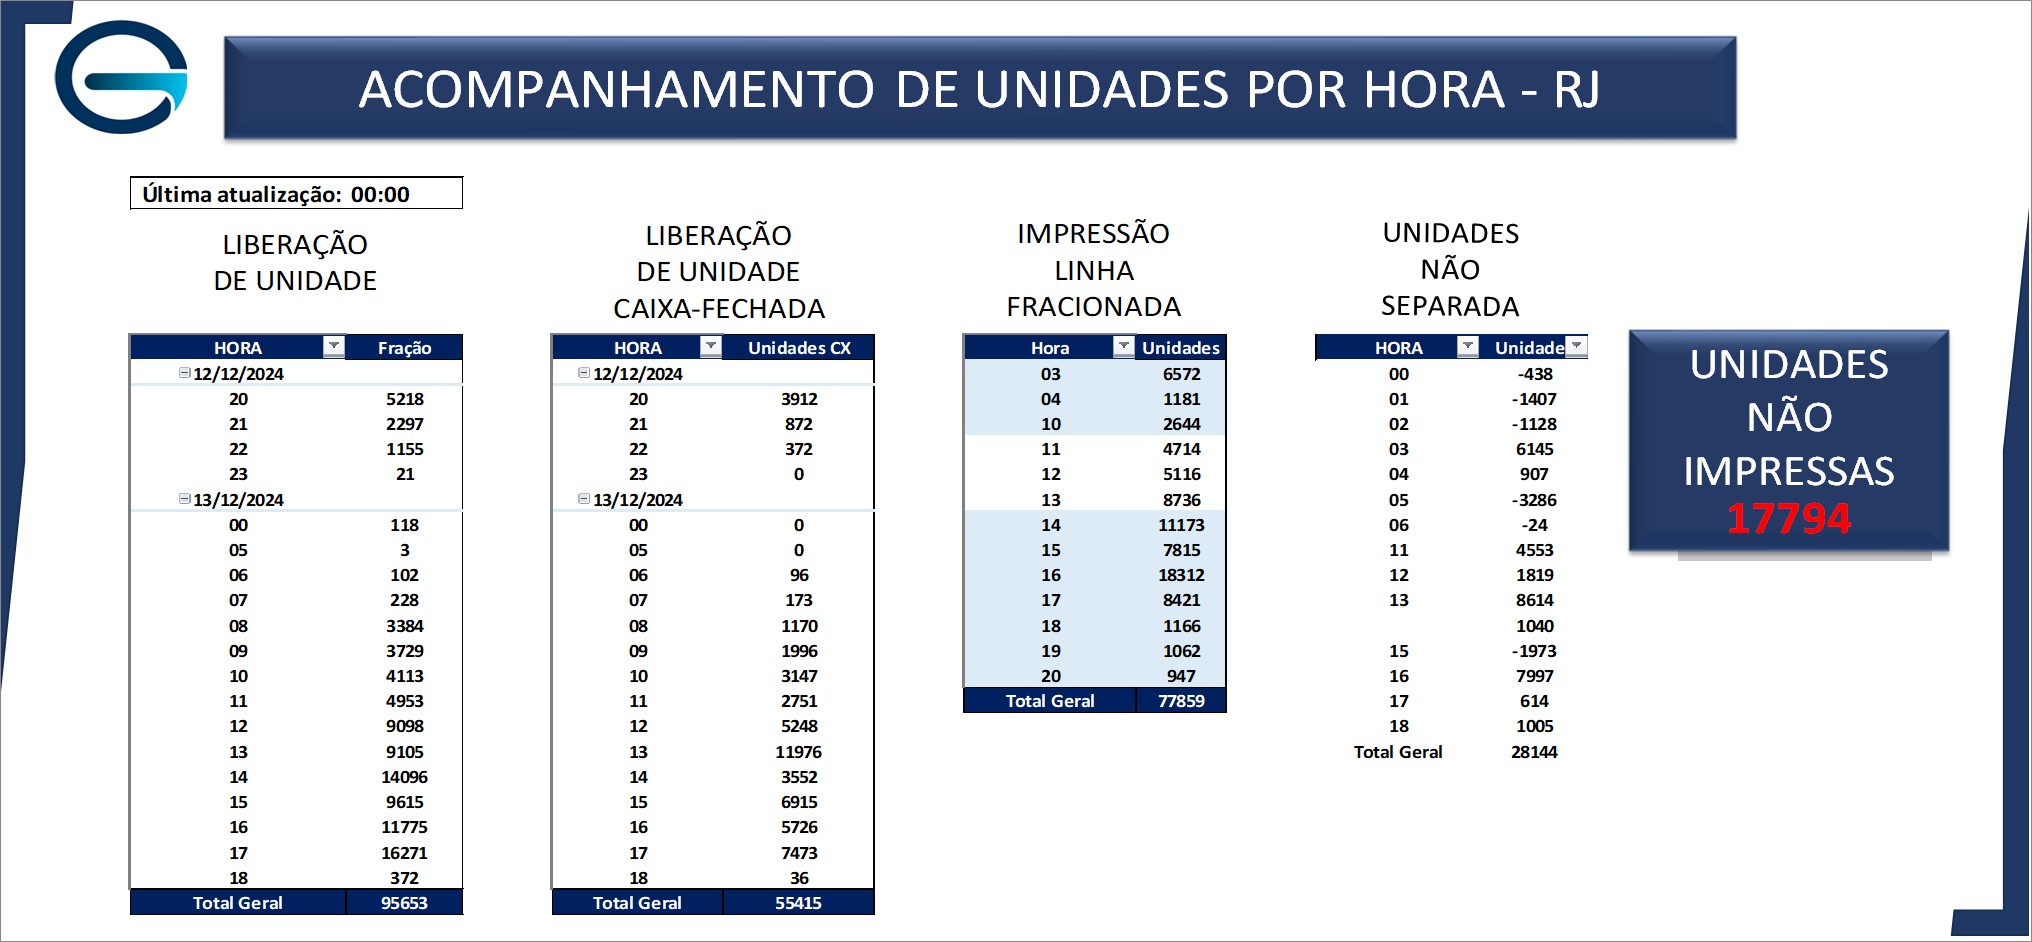 ACOMPANHAMENTO DE UNIDADES POR HORA - RJ
Última atualização: 00:00
LIBERAÇÃO
DE UNIDADE
HORA Fração
12/12/2024
20 5218
21 2297
22 1155
23 21
13/12/2024
00 118
05 3
06 102
07 228
08 3384
09 3729
10 4113
11 4953
12 9098
13 9105
14 14096
15 9615
16 11775
17 16271
18 372
Total Geral 95653
LIBERAÇÃO
DE UNIDADE
CAIXA-FECHADA
HORA Unidades CX
12/12/2024
20 3912
21 872
22 372
23 0
13/12/2024
00 0
05 0
06 96
07 173
08 1170
09 1996
10 3147
11 2751
12 5248
13 11976
14 3552
15 6915
16 5726
17 7473
18 36
Total Geral 55415
IMPRESSÃO
LINHA
FRACIONADA
Hora Unidades
03 6572
04 1181
10 2644
11 4714
12 5116
13 8736
14 11173
15 7815
16 18312
17 8421
18 1166
19 1062
20 947
Total Geral 77859
UNIDADES
NÃO
SEPARADA
HORA Unidade
00 -438
01 -1407
02 -1128
03 6145
04 907
05 -3286
06 -24
11 4553
12 1819
13 8614
1040
15 -1973
16 7997
17 614
18 1005
Total Geral 28144
UNIDADES
NÃO
IMPRESSAS
17794